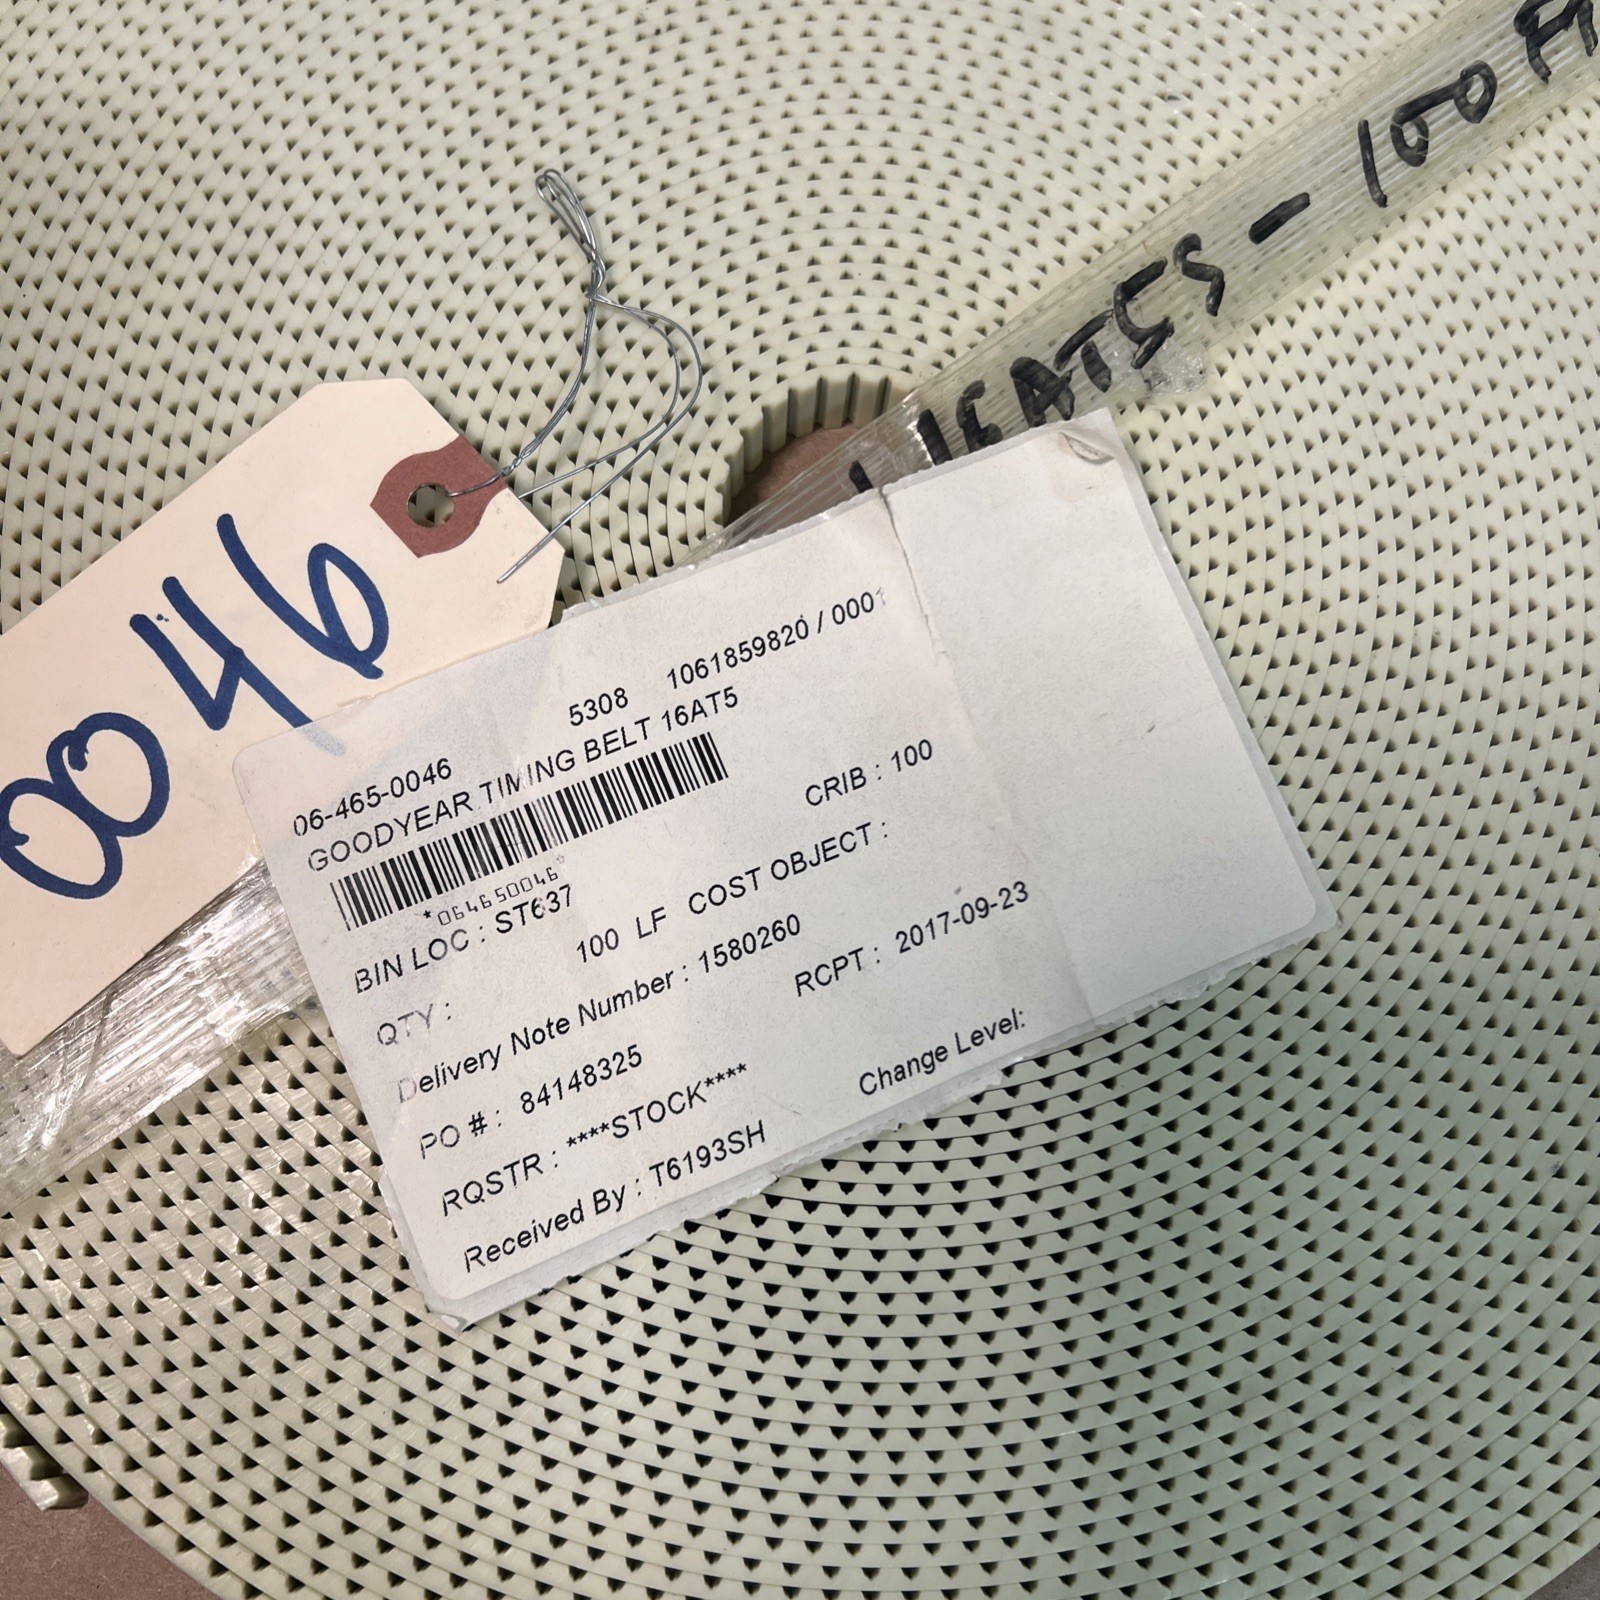 16AT5 - 100 Ft
0046
5308 1061859820 / 0001
06-465-0046
GOODYEAR TIMING BELT 16AT5
*064650046*
BIN LOC : ST637
CRIB : 100
QTY : 100 LF COST OBJECT :
Delivery Note Number : 1580260
PO # : 84148325
RCPT : 2017-09-23
RQSTR : ****STOCK****
Received By : T6193SH
Change Level: